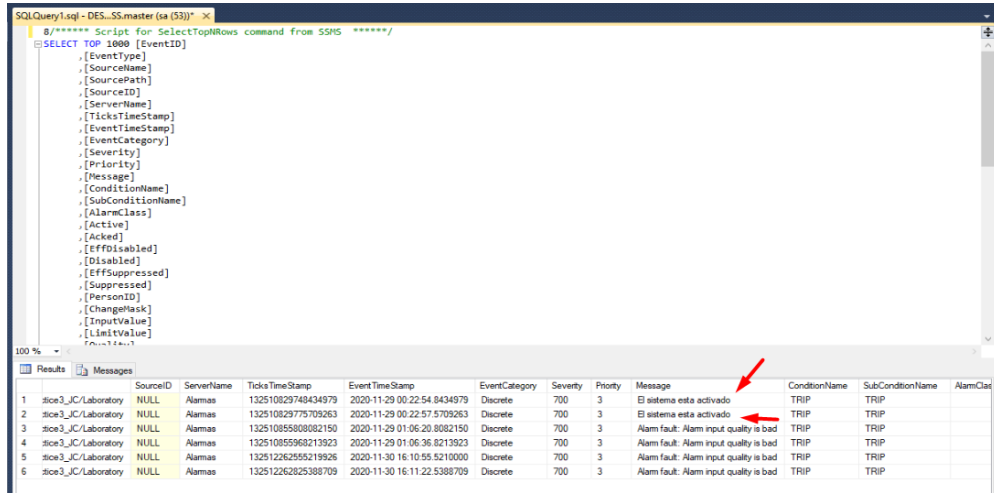 SQLQuery1.sql - DES...SS.master (sa (53))* ×
8/****** Script for SelectTopNRows command from SSMS ******/
SELECT TOP 1000 [EventID]
,[EventType]
,[SourceName]
,[SourcePath]
,[SourceID]
,[ServerName]
,[TicksTimeStamp]
,[EventTimeStamp]
,[EventCategory]
,[Severity]
,[Priority]
,[Message]
,[ConditionName]
,[SubConditionName]
,[AlarmClass]
,[Active]
,[Acked]
,[EffDisabled]
,[Disabled]
,[EffSuppressed]
,[Suppressed]
,[PersonID]
,[ChangeMask]
,[InputValue]
,[LimitValue]
,[Quality]
100 %
Results Messages
SourceID ServerName TicksTimeStamp EventTimeStamp EventCategory Severity Priority Message ConditionName SubConditionName AlarmClas
1 ctice3_JC/Laboratory NULL Alarmas 132510829748434979 2020-11-29 00:22:54.8434979 Discrete 700 3 El sistema esta activado TRIP TRIP
2 ctice3_JC/Laboratory NULL Alarmas 132510829775709263 2020-11-29 00:22:57.5709263 Discrete 700 3 El sistema esta activado TRIP TRIP
3 ctice3_JC/Laboratory NULL Alarmas 132510855808082150 2020-11-29 01:06:20.8082150 Discrete 700 3 Alarm fault: Alarm input quality is bad TRIP TRIP
4 ctice3_JC/Laboratory NULL Alarmas 132510855968213923 2020-11-29 01:06:36.8213923 Discrete 700 3 Alarm fault: Alarm input quality is bad TRIP TRIP
5 ctice3_JC/Laboratory NULL Alarmas 132512262555219926 2020-11-30 16:10:55.5210000 Discrete 700 3 Alarm fault: Alarm input quality is bad TRIP TRIP
6 ctice3_JC/Laboratory NULL Alarmas 132512262825388709 2020-11-30 16:11:22.5388709 Discrete 700 3 Alarm fault: Alarm input quality is bad TRIP TRIP